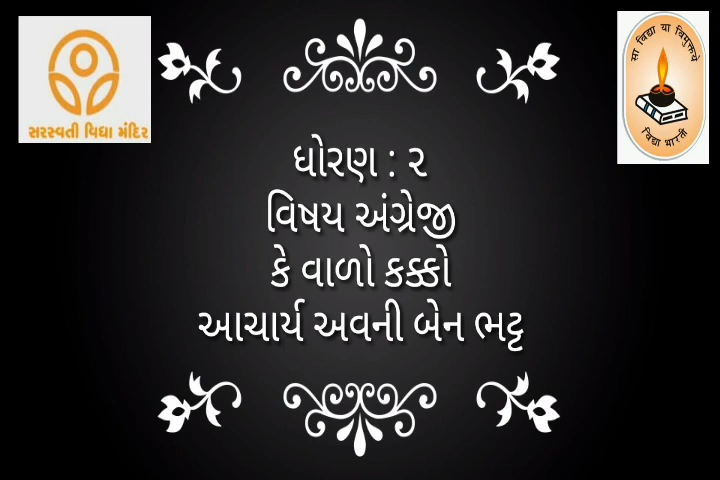 સરસ્વતી વિદ્યા મંદિર
सा विद्या या विमुक्तये
विद्या भारती
ધોરણ : ૨
વિષય અંગ્રેજી
કે વાળો કક્કો
આચાર્ય અવની બેન ભટ્ટ